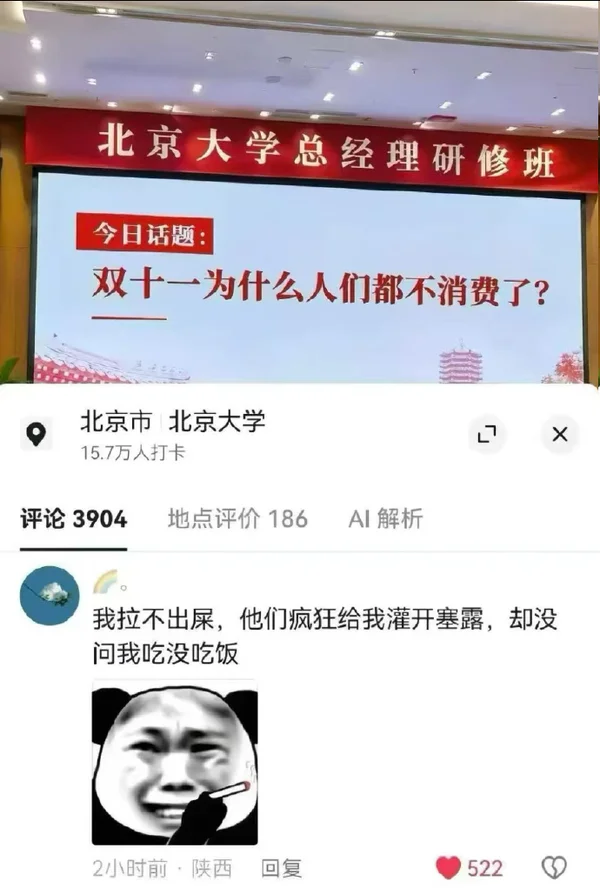 北京大学总经理研修班
今日话题:
双十一为什么人们都不消费了?
北京市 北京大学
15.7万人打卡
评论 3904
地点评价 186
AI 解析
我拉不出屎，他们疯狂给我灌开塞露，却没
问我吃没吃饭
2小时前 · 陕西 回复
522